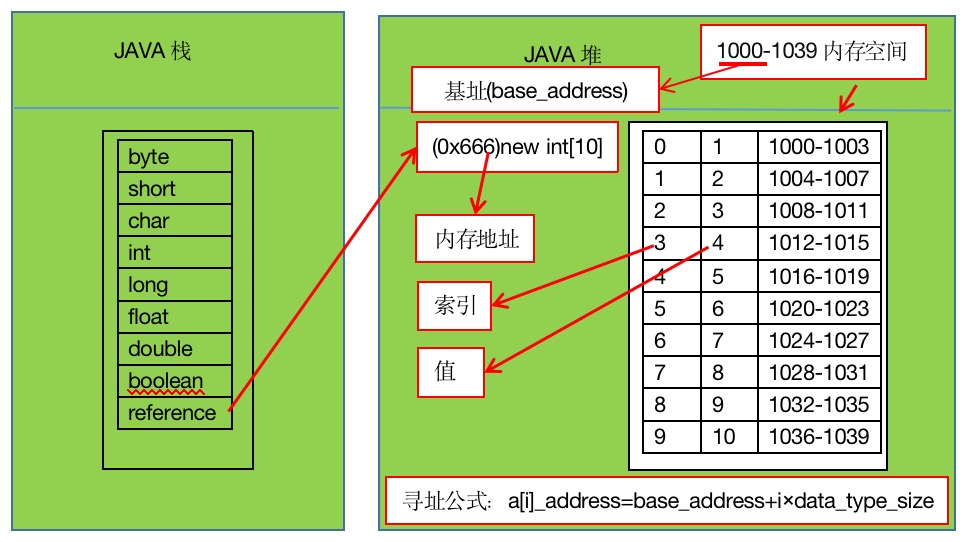 JAVA 栈
byte
short
char
int
long
float
double
boolean
reference
JAVA 堆
1000-1039 内存空间
基址(base_address)
(0x666)new int[10]
内存地址
索引
值
0 1 1000-1003
1 2 1004-1007
2 3 1008-1011
3 4 1012-1015
4 5 1016-1019
5 6 1020-1023
6 7 1024-1027
7 8 1028-1031
8 9 1032-1035
9 10 1036-1039
寻址公式: a[i]_address=base_address+i×data_type_size